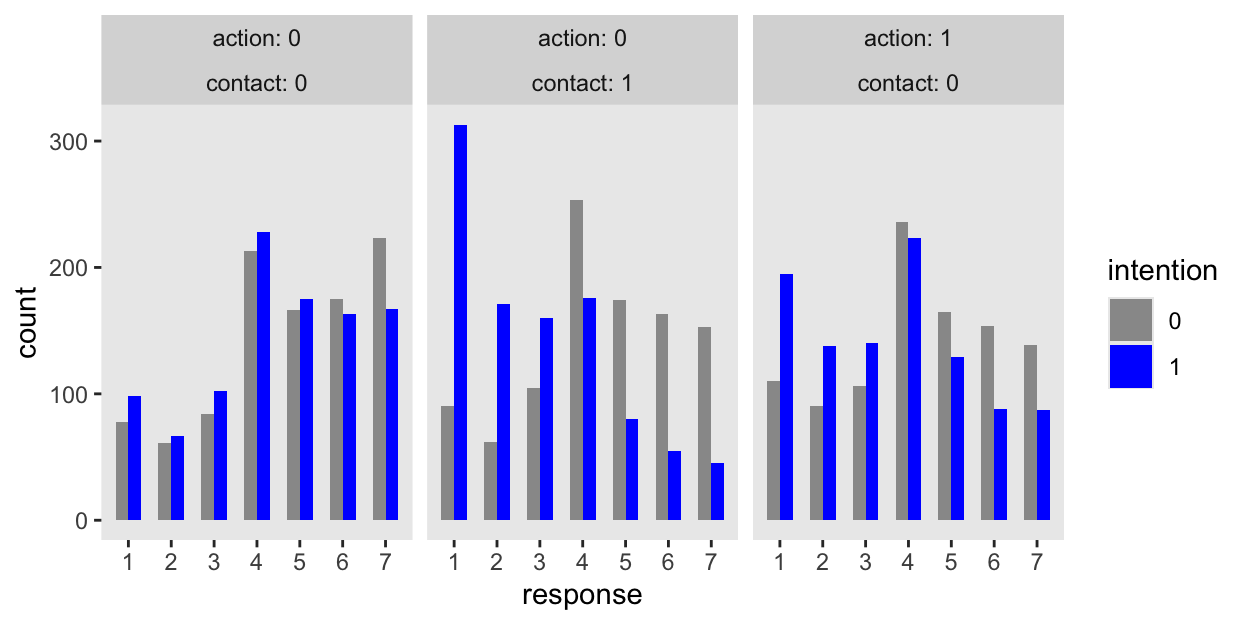 action: 0
contact: 0
action: 0
contact: 1
action: 1
contact: 0
count
300
200
100
0
1 2 3 4 5 6 7
1 2 3 4 5 6 7
1 2 3 4 5 6 7
response
intention
0
1